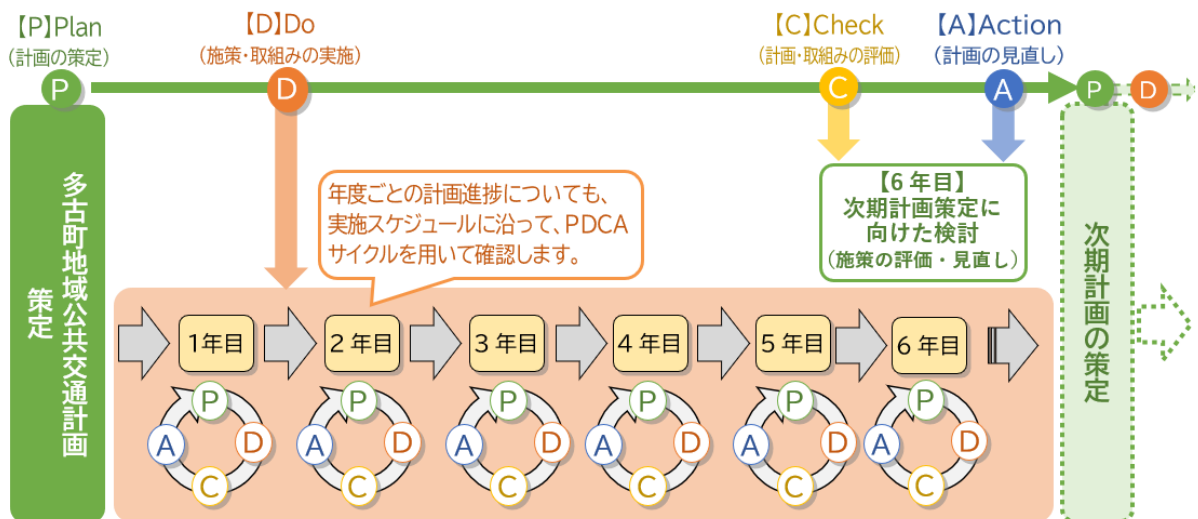 【P】Plan
(計画の策定)
【D】Do
(施策・取組みの実施)
【C】Check
(計画・取組みの評価)
【A】Action
(計画の見直し)
P
D
C
A
P
D
多古町地域公共交通計画
策定
年度ごとの計画進捗についても、
実施スケジュールに沿って、PDCA
サイクルを用いて確認します。
【6年目】
次期計画策定に
向けた検討
(施策の評価・見直し)
次期計画の策定
1年目
2年目
3年目
4年目
5年目
6年目
P
D
C
A
P
D
C
A
P
D
C
A
P
D
C
A
P
D
C
A
P
D
C
A